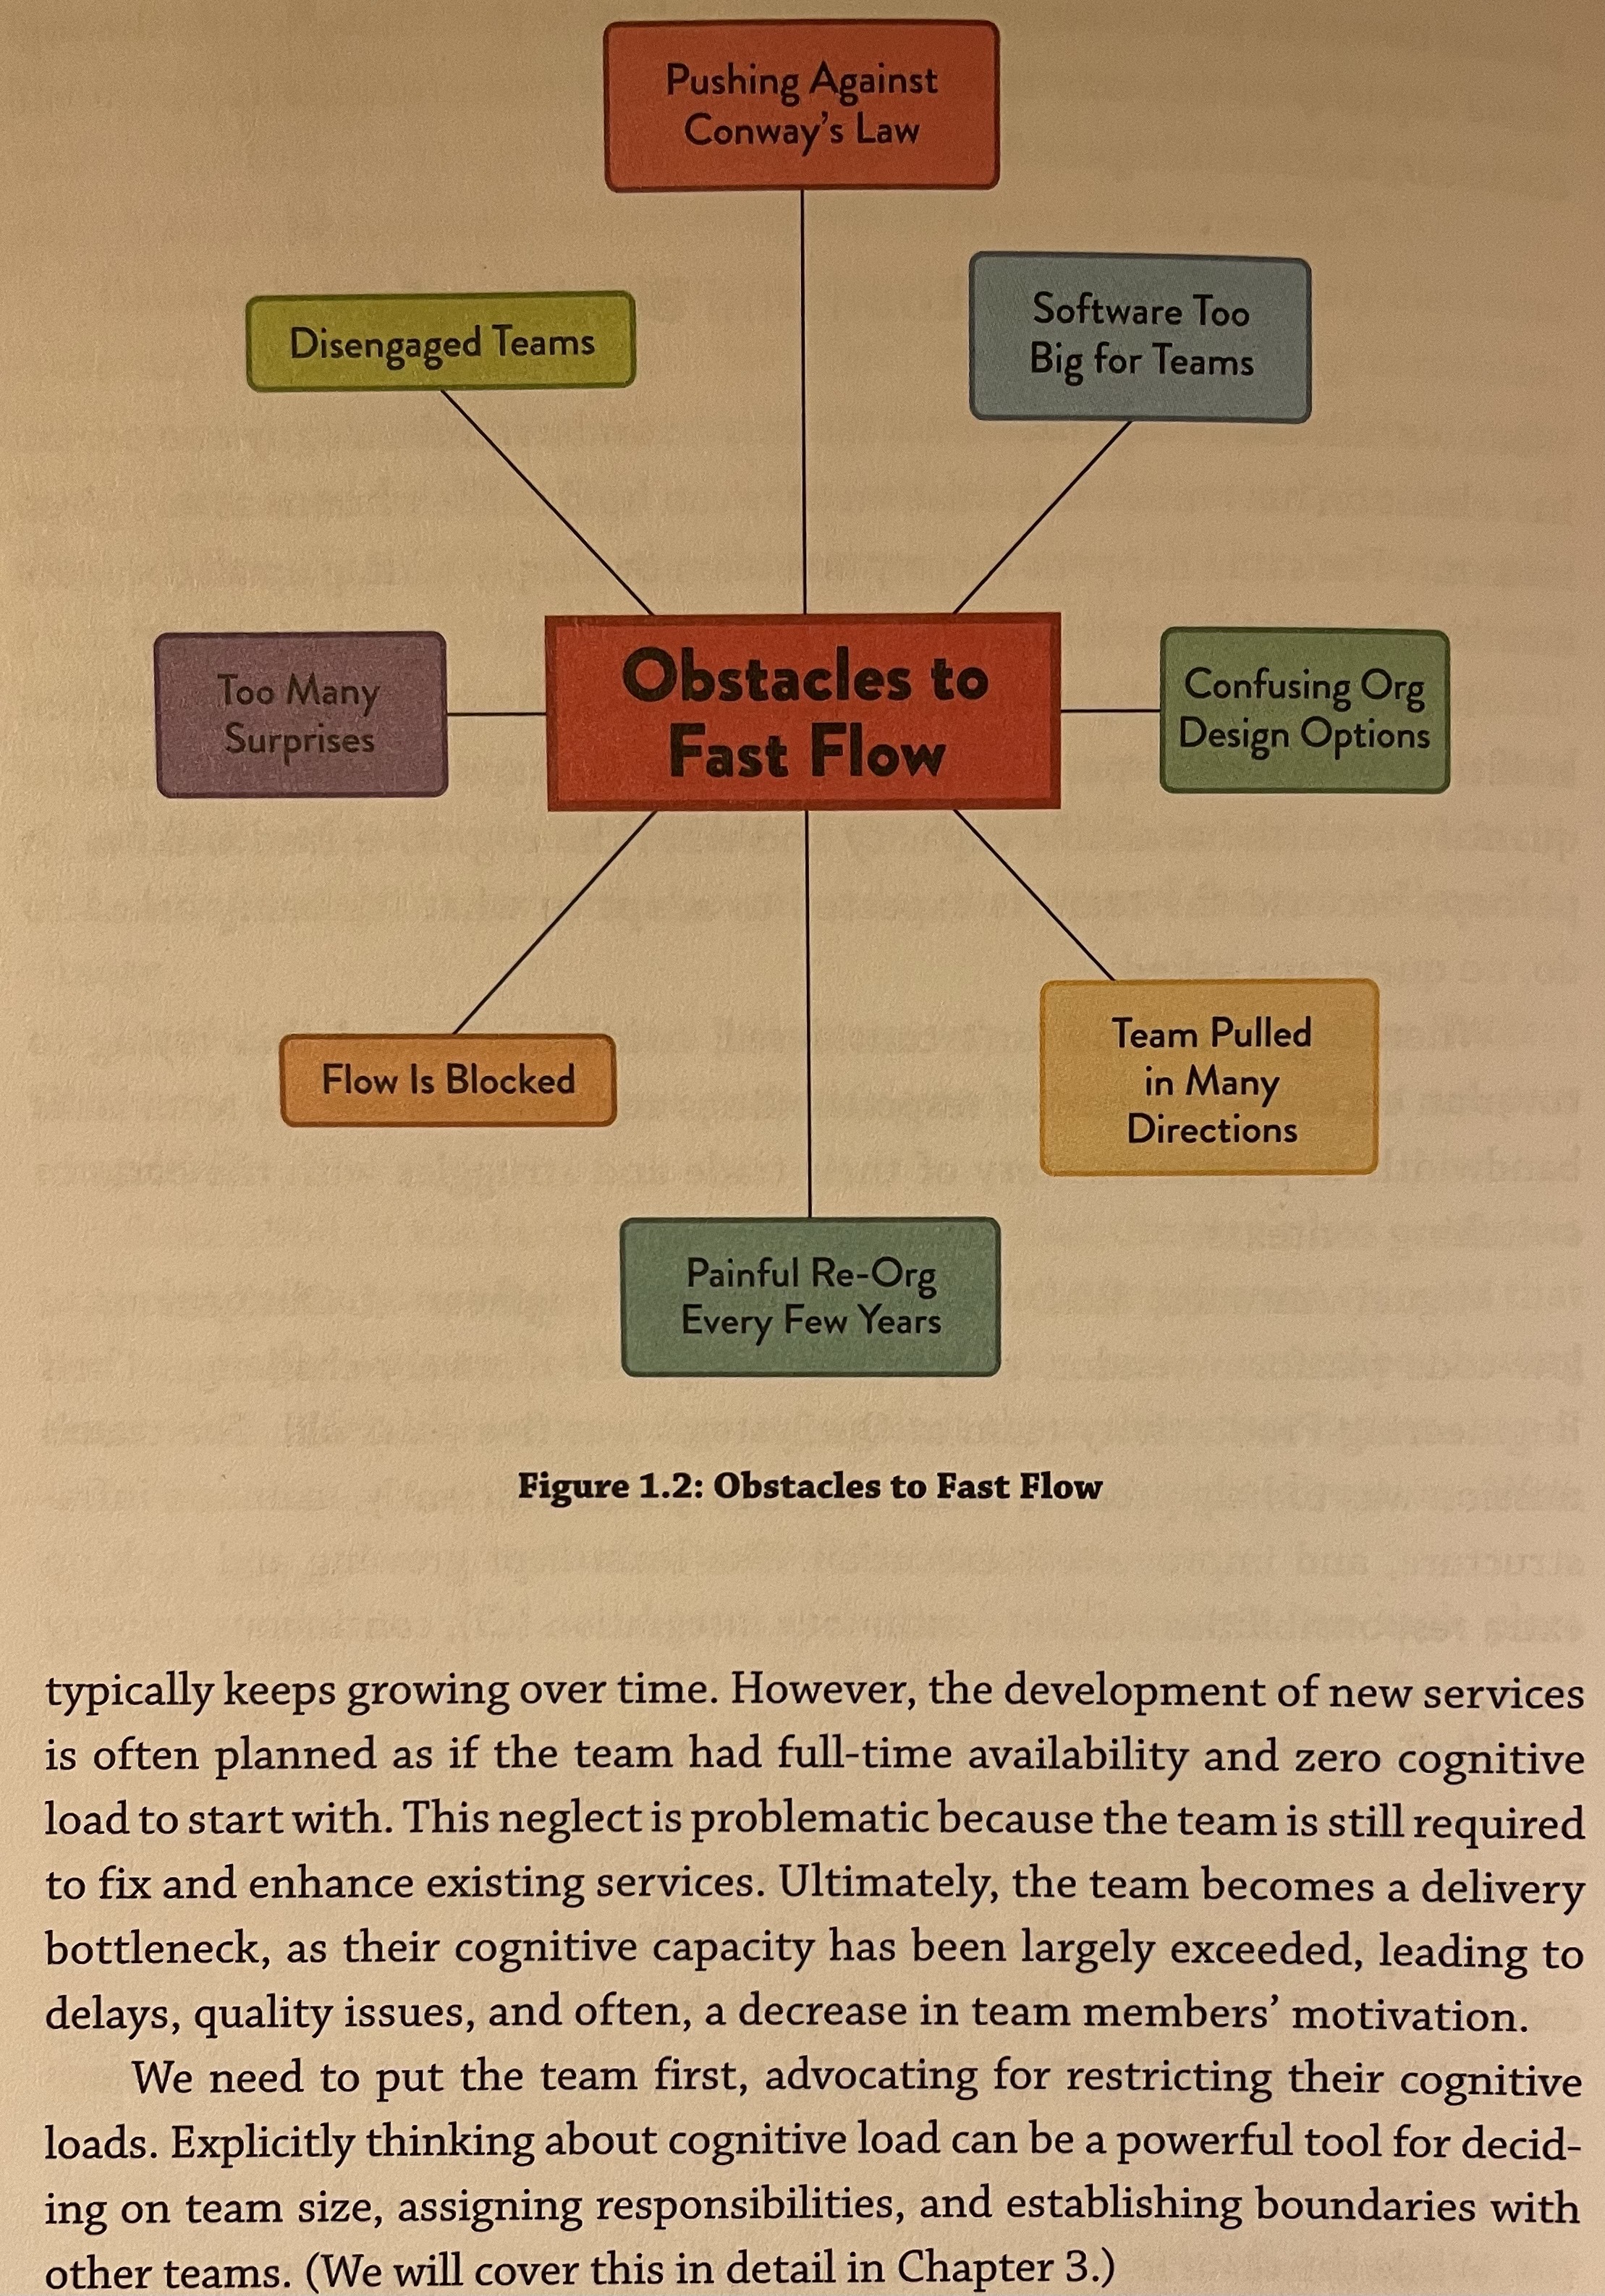 Pushing Against
Conway's Law
Disengaged Teams
Software Too
Big for Teams
Too Many
Surprises
Obstacles to
Fast Flow
Confusing Org
Design Options
Flow Is Blocked
Team Pulled
in Many
Directions
Painful Re-Org
Every Few Years
Figure 1.2: Obstacles to Fast Flow
typically keeps growing over time. However, the development of new services
is often planned as if the team had full-time availability and zero cognitive
load to start with. This neglect is problematic because the team is still required
to fix and enhance existing services. Ultimately, the team becomes a delivery
bottleneck, as their cognitive capacity has been largely exceeded, leading to
delays, quality issues, and often, a decrease in team members’ motivation.
We need to put the team first, advocating for restricting their cognitive
loads. Explicitly thinking about cognitive load can be a powerful tool for decid-
ing on team size, assigning responsibilities, and establishing boundaries with
other teams. (We will cover this in detail in Chapter 3.)